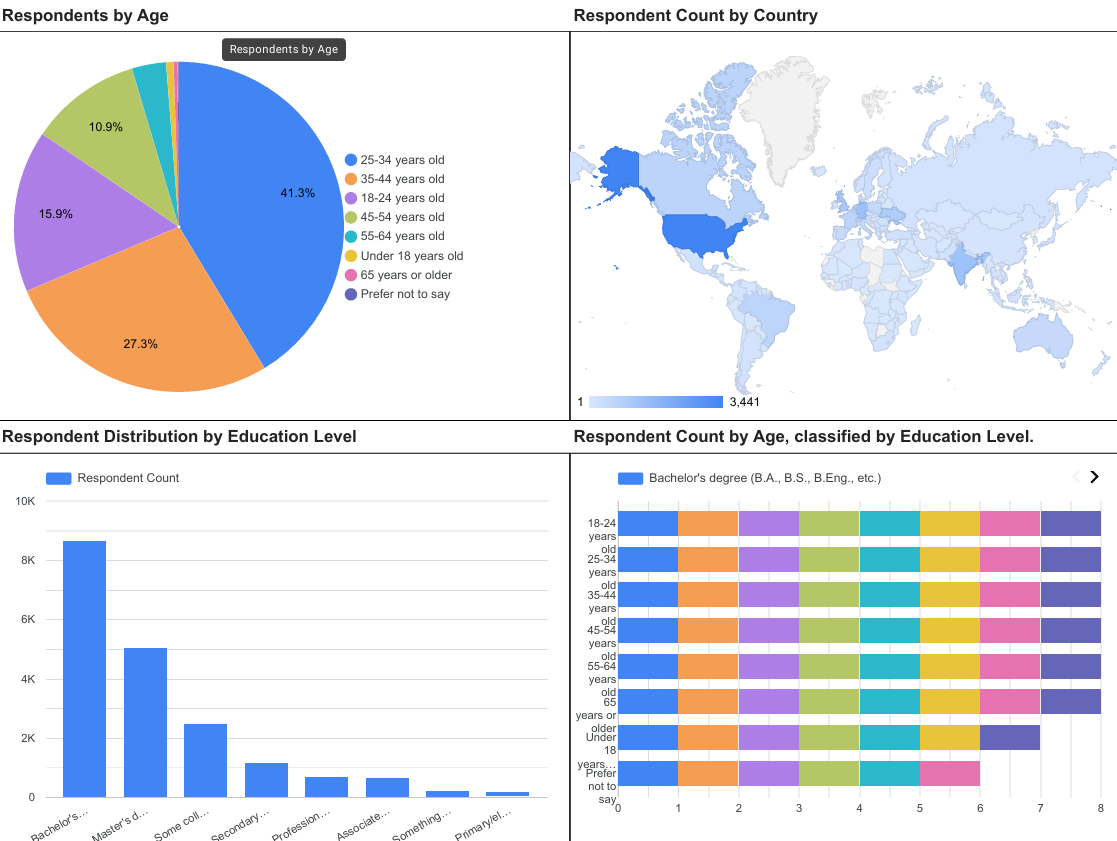 Respondents by Age
Respondents by Age
41.3%
27.3%
15.9%
10.9%
25-34 years old
35-44 years old
18-24 years old
45-54 years old
55-64 years old
Under 18 years old
65 years or older
Prefer not to say
Respondent Count by Country
1
3,441
Respondent Distribution by Education Level
Respondent Count
10K
8K
6K
4K
2K
0
Bachelor's…
Master's d…
Some coll…
Secondary…
Profession…
Associate…
Something…
Primary/el…
Respondent Count by Age, classified by Education Level.
Bachelor's degree (B.A., B.S., B.Eng., etc.)
18-24
years
old
25-34
years
old
35-44
years
old
45-54
years
old
55-64
years
old
65
years or
older
Under
18
years…
Prefer
not to
say
0 1 2 3 4 5 6 7 8